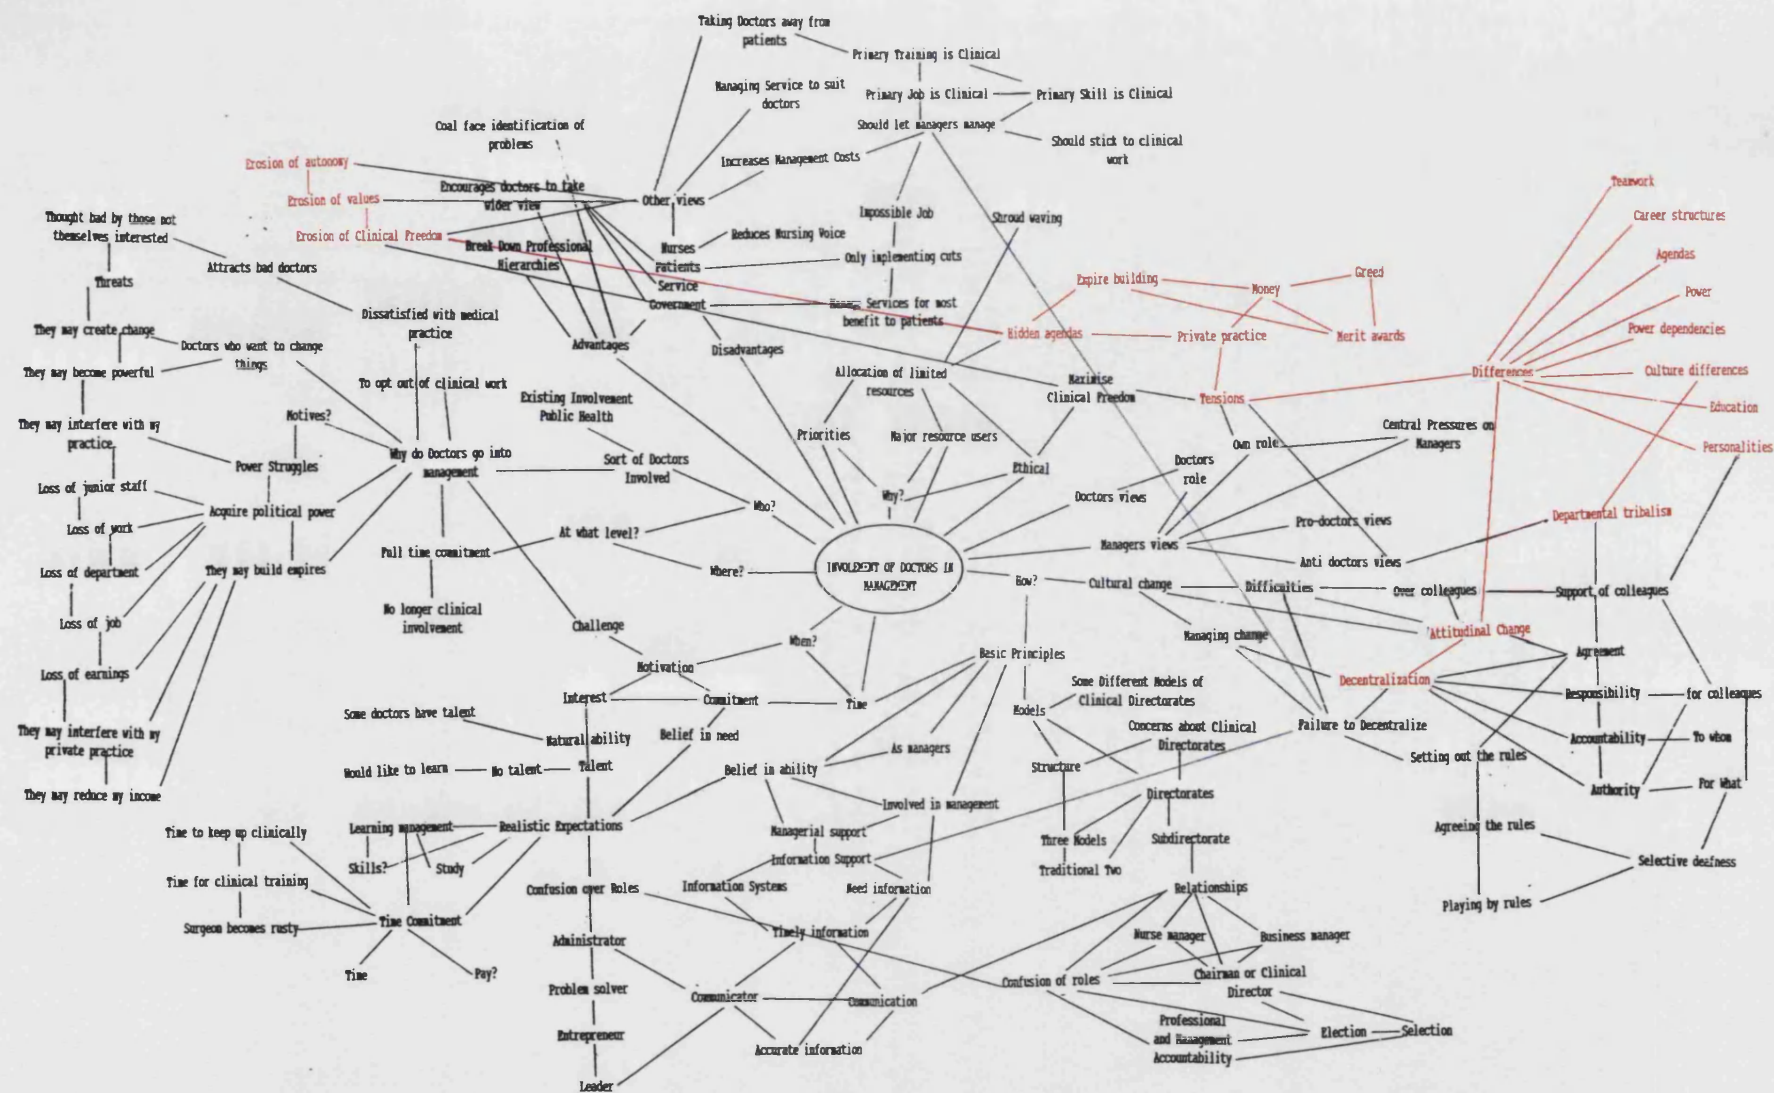 Taking Doctors away from
patients
Primary Training is Clinical
Managing Service to suit
doctors
Primary Job is Clinical
Primary Skill is Clinical
Coal face identification of
problems
Should let managers manage
Should stick to clinical
work
Erosion of autonomy
Increases Management Costs
Encourages doctors to take
wider view
Erosion of values
Other views
Teamwork
Thought bad by those not
themselves interested
Impossible Job
Shroud waving
Career structures
Erosion of Clinical Freedom
Reduces Nursing Voice
Break Down Professional
Hierarchies
Nurses
Patients
Only implementing cuts
Agendas
Attracts bad doctors
Service
Threats
Empire building
Money
Greed
Power
Government
Services for most
benefit to patients
Dissatisfied with medical
practice
They may create change
Hidden agendas
Private practice
Merit awards
Power dependencies
Doctors who want to change
things
Advantages
Disadvantages
They may become powerful
Allocation of limited
resources
Differences
Culture differences
To opt out of clinical work
Maximise
Clinical Freedom
Existing Involvement
Public Health
Tensions
Education
Motives?
They may interfere with my
practice
Priorities
Major resource users
Own role
Central Pressures on
Managers
Personalities
Why do Doctors go into
management
Power Struggles
Sort of Doctors
Involved
Ethical
Doctors
role
Loss of junior staff
Why?
Doctors views
Acquire political power
Who?
Departmental tribalism
Loss of work
At what level?
Pro-doctors views
Full time commitment
Managers views
Anti doctors views
Loss of department
They may build empires
Where?
INVOLEMENT OF DOCTORS IN
MANAGEMENT
How?
Cultural change
Difficulties
Over colleagues
Support of colleagues
No longer clinical
involvement
Loss of job
Challenge
When?
Managing change
Attitudinal Change
Basic Principles
Agreement
Loss of earnings
Motivation
Some Different Models of
Clinical Directorates
Decentralization
Interest
Commitment
Time
Responsibility
for colleagues
Some doctors have talent
Models
Concerns about Clinical
Directorates
Failure to Decentralize
They may interfere with my
private practice
Natural ability
Belief in need
Accountability
To whom
As managers
Setting out the rules
Would like to learn
No talent
Talent
Belief in ability
Structure
They may reduce my income
Directorates
Authority
For What
Involved in management
Time to keep up clinically
Learning management
Realistic Expectations
Managerial support
Three Models
Subdirectorate
Agreeing the rules
Skills?
Study
Information Support
Traditional Two
Selective deafness
Time for clinical training
Confusion over Roles
Information Systems
Need information
Relationships
Playing by rules
Surgeon becomes rusty
Time Commitment
Administrator
Timely information
Nurse manager
Business manager
Time
Pay?
Confusion of roles
Chairman or Clinical
Director
Problem solver
Communicator
Communication
Professional
and Management
Accountability
Election
Selection
Entrepreneur
Accurate information
Leader